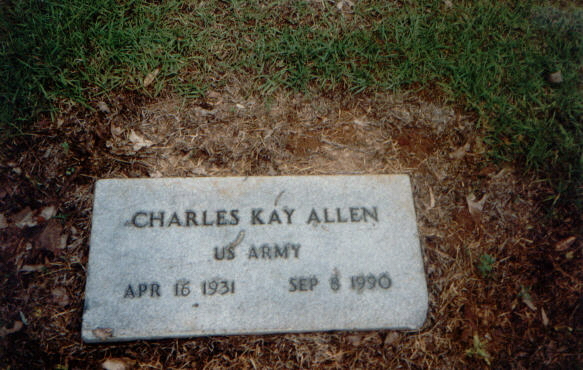 CHARLES KAY ALLEN
US ARMY
APR 16 1931 SEP 8 1990